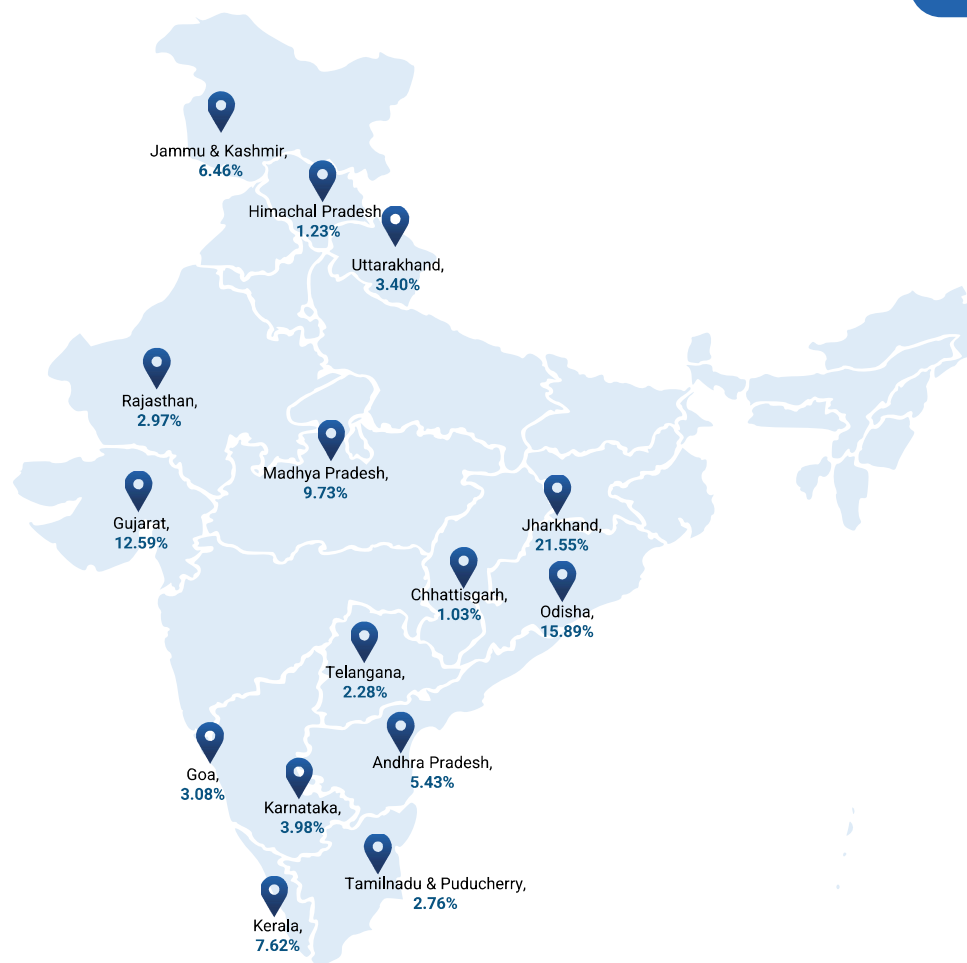 Jammu & Kashmir,
6.46%
Himachal Pradesh
1.23%
Uttarakhand,
3.40%
Rajasthan,
2.97%
Madhya Pradesh,
9.73%
Gujarat,
12.59%
Jharkhand,
21.55%
Chhattisgarh,
1.03%
Odisha,
15.89%
Telangana,
2.28%
Andhra Pradesh,
5.43%
Goa,
3.08%
Karnataka,
3.98%
Tamilnadu & Puducherry,
2.76%
Kerala,
7.62%